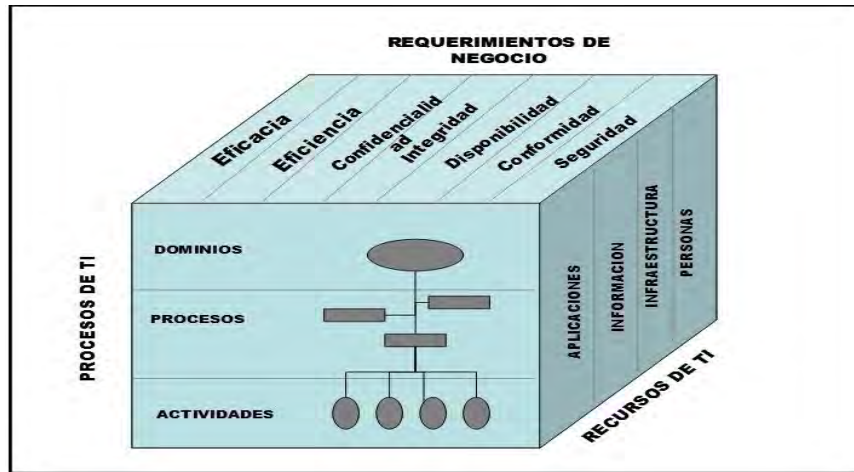 REQUERIMIENTOS DE
NEGOCIO
Eficacia
Eficiencia
Confidencialid
ad
Integridad
Disponibilidad
Conformidad
Seguridad
PROCESOS DE TI
DOMINIOS
PROCESOS
ACTIVIDADES
APLICACIONES
INFORMACION
INFRAESTRUCTURA
PERSONAS
RECURSOS DE TI